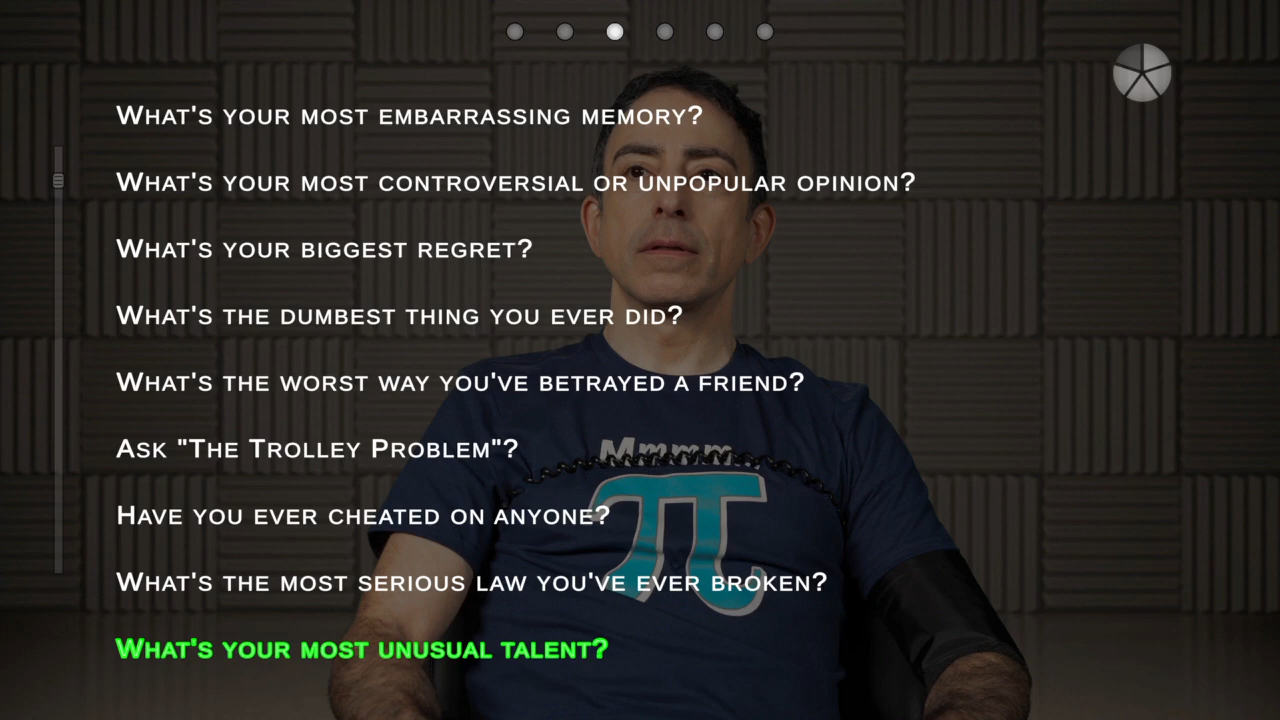 What's your most embarrassing memory?
What's your most controversial or unpopular opinion?
What's your biggest regret?
What's the dumbest thing you ever did?
What's the worst way you've betrayed a friend?
Ask "The Trolley Problem"?
Mmmm..
π
Have you ever cheated on anyone?
What's the most serious law you've ever broken?
What's your most unusual talent?